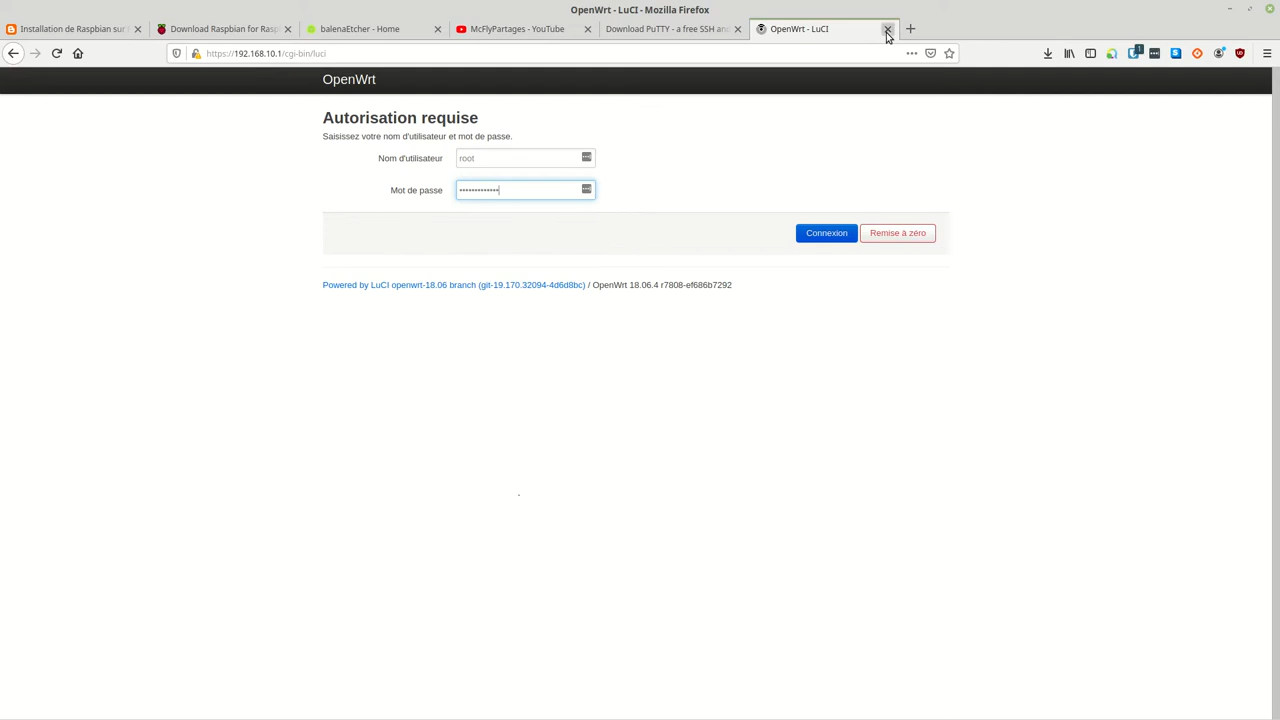 OpenWrt - LuCI - Mozilla Firefox
Installation de Raspbian sur
Download Raspbian for Rasp
balenaEtcher - Home
McFlyPartages - YouTube
Download PuTTY - a free SSH an
OpenWrt - LuCI
https://192.168.10.1/cgi-bin/luci
1
OpenWrt
Autorisation requise
Saisissez votre nom d'utilisateur et mot de passe.
Nom d'utilisateur root
Mot de passe •••••••••••••
Connexion Remise à zéro
Powered by LuCI openwrt-18.06 branch (git-19.170.32094-4d6d8bc) / OpenWrt 18.06.4 r7808-ef686b7292